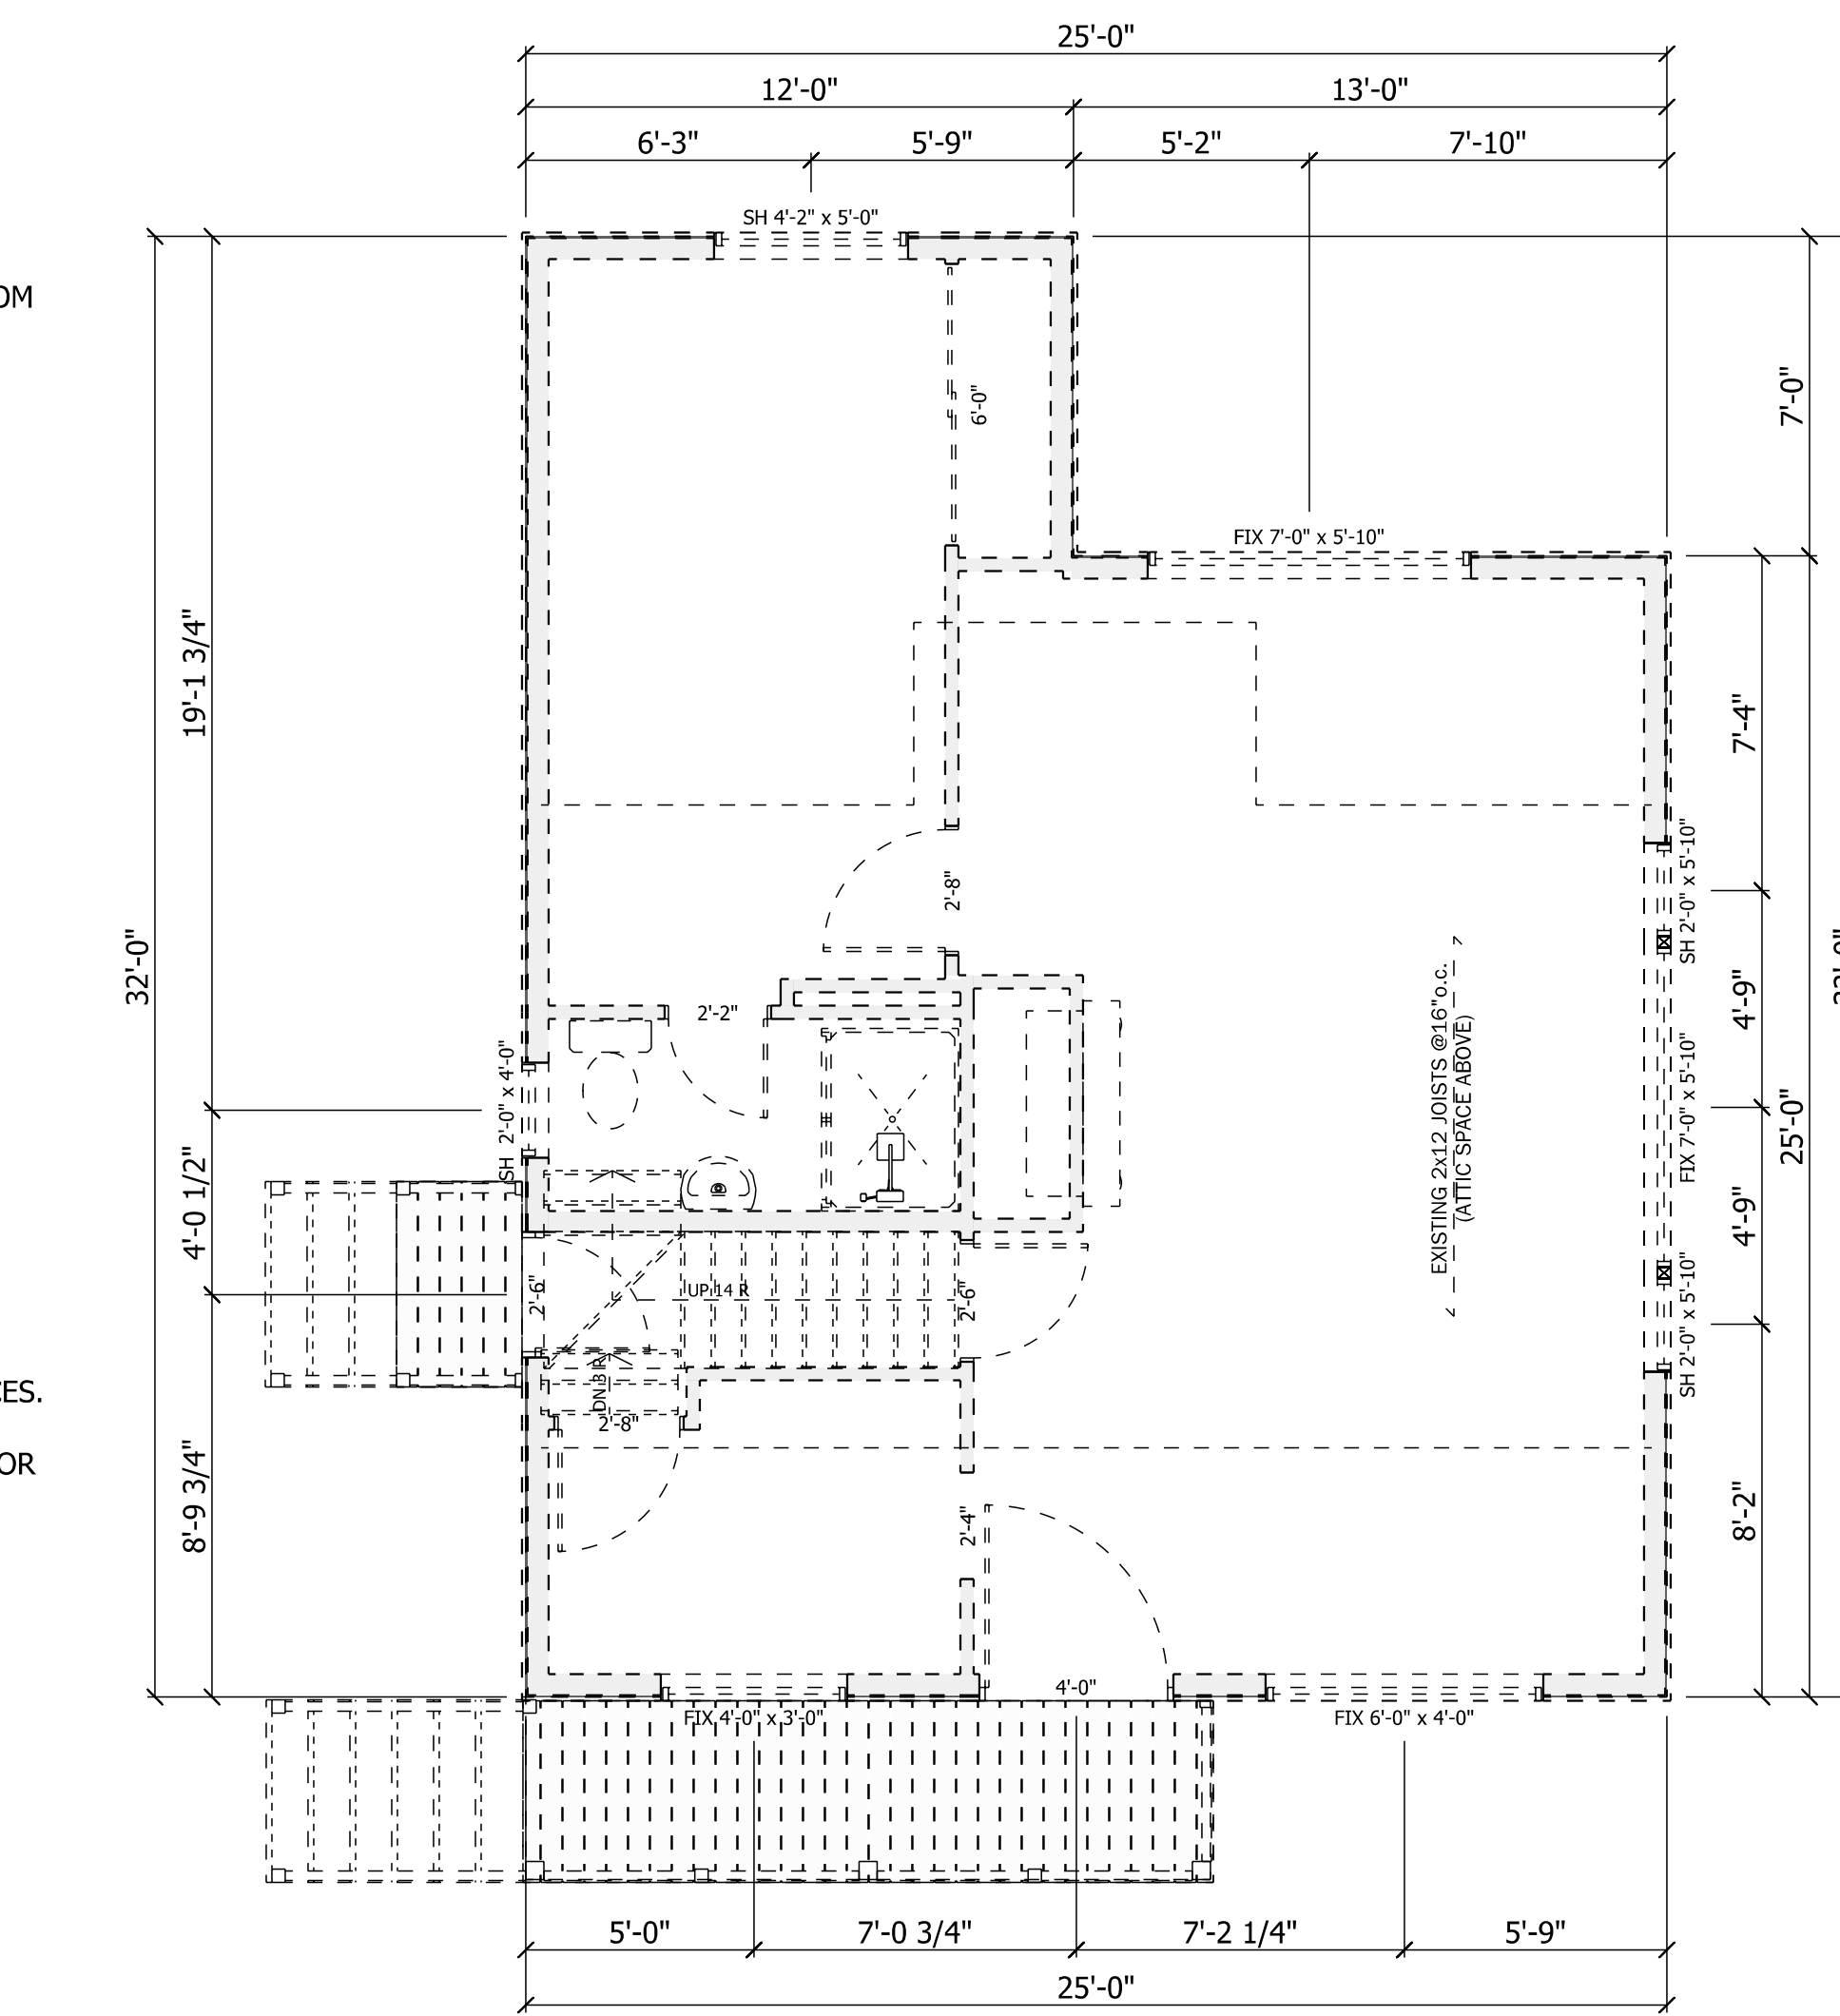 25'-0"
12'-0"
13'-0"
6'-3"
5'-9"
5'-2"
7'-10"
SH 4'-2" x 5'-0"
OM
7'-0"
6'-0"
FIX 7'-0" x 5'-10"
19'-1 3/4"
7'-4"
2'-8"
SH 2'-0" x 5'-10"
32'-0"
2'-2"
4'-9"
EXISTING 2x12 JOISTS @16"o.c.
(ATTIC SPACE ABOVE)
SH 2'-0" x 4'-0"
FIX 7'-0" x 5'-10"
25'-0"
4'-0 1/2"
4'-9"
2'-6"
UP 14 R
2'-6"
SH 2'-0" x 5'-10"
DN 3 R
CES.
2'-8"
OR
8'-9 3/4"
2'-4"
8'-2"
4'-0"
FIX 4'-0" x 3'-0"
FIX 6'-0" x 4'-0"
5'-0"
7'-0 3/4"
7'-2 1/4"
5'-9"
25'-0"